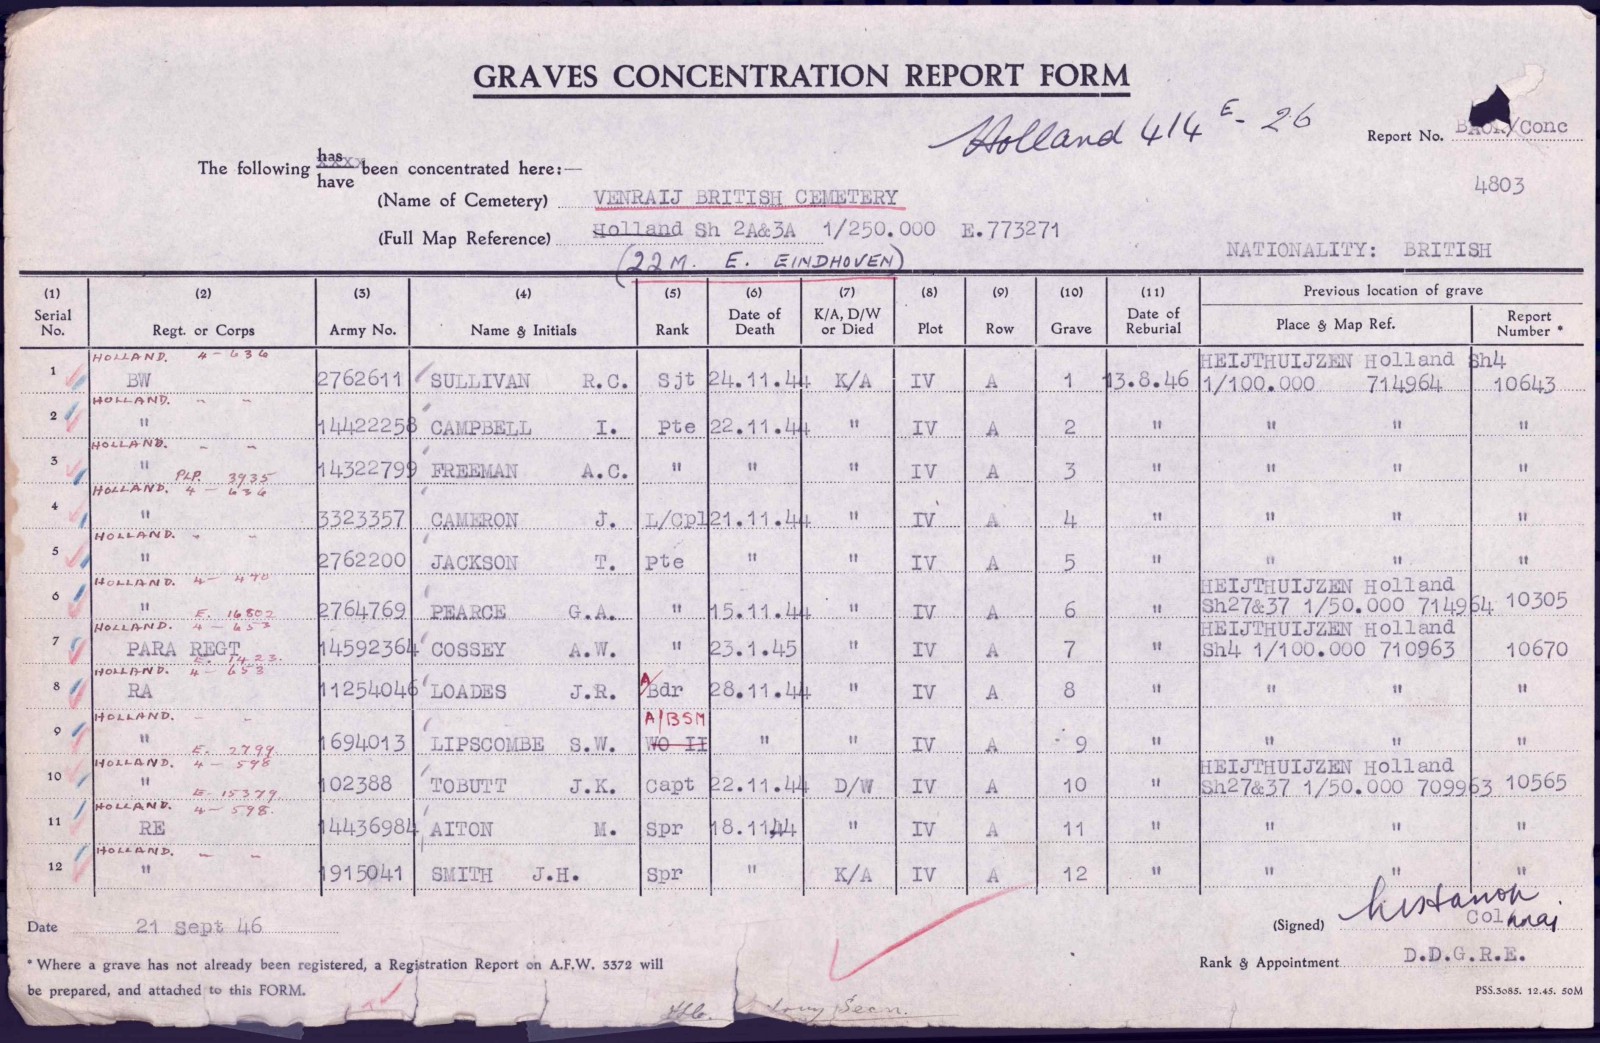 GRAVES CONCENTRATION REPORT FORM
Holland 414 E- 26
Report No. BAOR/Conc
4803
The following has xxxx been concentrated here:—
have
(Name of Cemetery) VENRAIJ BRITISH CEMETERY
(Full Map Reference) Holland Sh 2A&3A 1/250.000 E.773271
(22M. E. EINDHOVEN)
NATIONALITY: BRITISH
(1) Serial No. (2) Regt. or Corps (3) Army No. (4) Name & Initials (5) Rank (6) Date of Death (7) K/A, D/W or Died (8) Plot (9) Row (10) Grave (11) Date of Reburial Previous location of grave Place & Map Ref. Report Number *
HOLLAND. 4 - 636 HEIJTHUIJZEN Holland Sh4
1 BW 2762611 SULLIVAN R.C. Sjt 24.11.44 K/A IV A 1 13.8.46 1/100.000 714964 10643
HOLLAND. - -
2 " 14422258 CAMPBELL I. Pte 22.11.44 " IV A 2 " " " "
HOLLAND. - -
3 " 14322799 FREEMAN A.C. " " " IV A 3 " " " "
PLP. 3935
HOLLAND. 4 - 636
4 " 3323357 CAMERON J. L/Cpl 21.11.44 " IV A 4 " " " "
HOLLAND. - -
5 " 2762200 JACKSON T. Pte " " IV A 5 " " " "
HOLLAND. 4 - 470 HEIJTHUIJZEN Holland
6 " 2764769 PEARCE G.A. " 15.11.44 " IV A 6 " Sh27&37 1/50.000 714964 10305
E. 16802
HOLLAND. 4 - 653 HEIJTHUIJZEN Holland
7 PARA REGT 14592364 COSSEY A.W. " 23.1.45 " IV A 7 " Sh4 1/100.000 710963 10670
E. 1423.
HOLLAND. 4 - 653
8 RA 11254046 LOADES J.R. A/Bdr 28.11.44 " IV A 8 " " " "
HOLLAND. - - A/BSM
9 " 1694013 LIPSCOMBE S.W. WO II " " IV A 9 " " " "
E. 2799.
HOLLAND. 4 - 598 HEIJTHUIJZEN Holland
10 " 102388 TOBUTT J.K. Capt 22.11.44 D/W IV A 10 " Sh27&37 1/50.000 709963 10565
E. 15379.
HOLLAND. 4 - 598.
11 RE 14436984 AITON M. Spr 18.11.44 " IV A 11 " " " "
HOLLAND. - -
12 " 1915041 SMITH J.H. Spr " K/A IV A 12 " " " "
Date 21 Sept 46
(Signed) Col
* Where a grave has not already been registered, a Registration Report on A.F.W. 3372 will
be prepared, and attached to this FORM.
Rank & Appointment D.D.G.R.E.
PSS.3085. 12.45. 50M